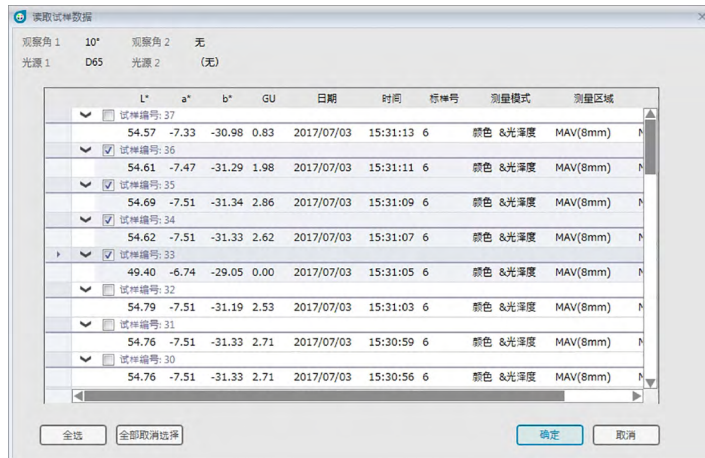 读取试样数据
观察角 1 10° 观察角 2 无
光源 1 D65 光源 2 (无)
L* a* b* GU 日期 时间 标样号 测量模式 测量区域
试样编号: 37
54.57 -7.33 -30.98 0.83 2017/07/03 15:31:13 6 颜色 &光泽度 MAV(8mm)
试样编号: 36
54.61 -7.47 -31.29 1.98 2017/07/03 15:31:11 6 颜色 &光泽度 MAV(8mm)
试样编号: 35
54.69 -7.51 -31.34 2.86 2017/07/03 15:31:09 6 颜色 &光泽度 MAV(8mm)
试样编号: 34
54.62 -7.51 -31.33 2.62 2017/07/03 15:31:07 6 颜色 &光泽度 MAV(8mm)
试样编号: 33
49.40 -6.74 -29.05 0.00 2017/07/03 15:31:05 6 颜色 &光泽度 MAV(8mm)
试样编号: 32
54.79 -7.51 -31.19 2.53 2017/07/03 15:31:03 6 颜色 &光泽度 MAV(8mm)
试样编号: 31
54.76 -7.51 -31.33 2.71 2017/07/03 15:30:59 6 颜色 &光泽度 MAV(8mm)
试样编号: 30
54.76 -7.51 -31.33 2.71 2017/07/03 15:30:56 6 颜色 &光泽度 MAV(8mm)
全选 全部取消选择 确定 取消